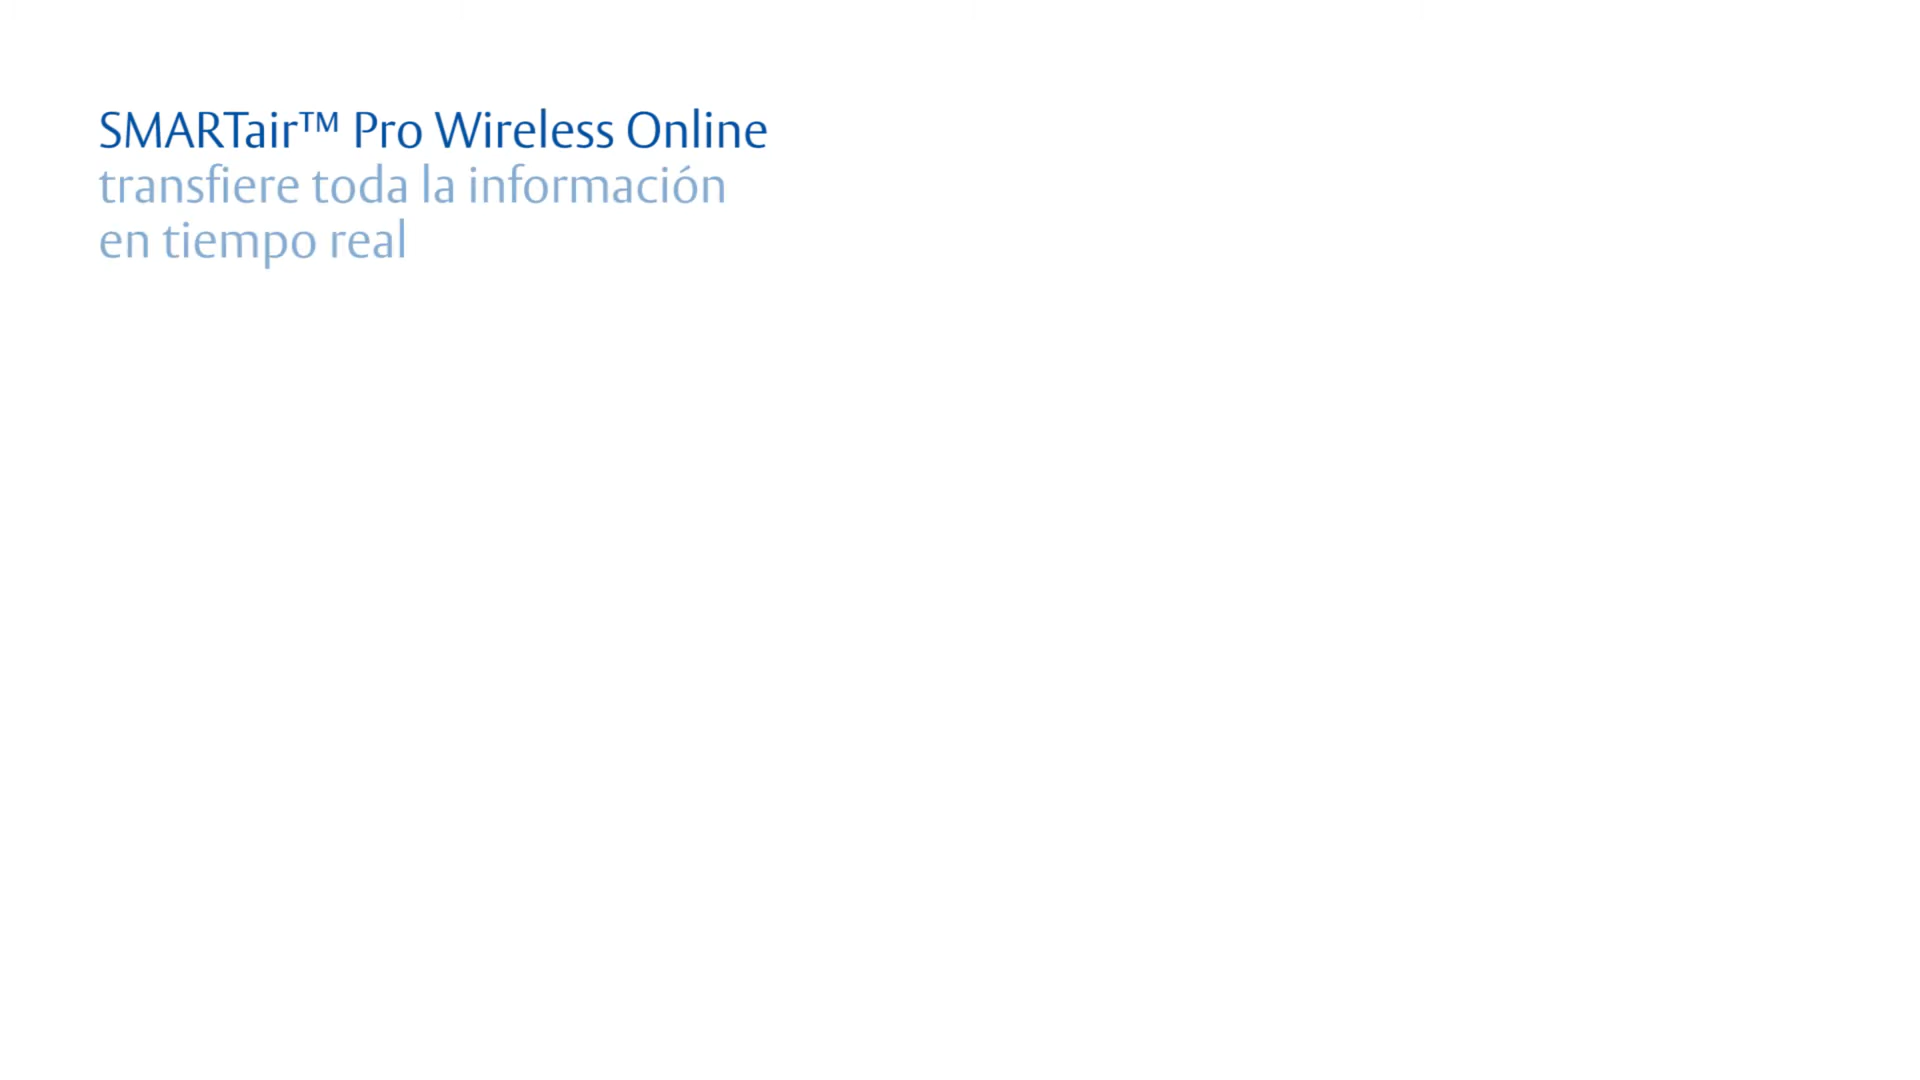 SMARTair™ Pro Wireless Online
transfiere toda la información
en tiempo real